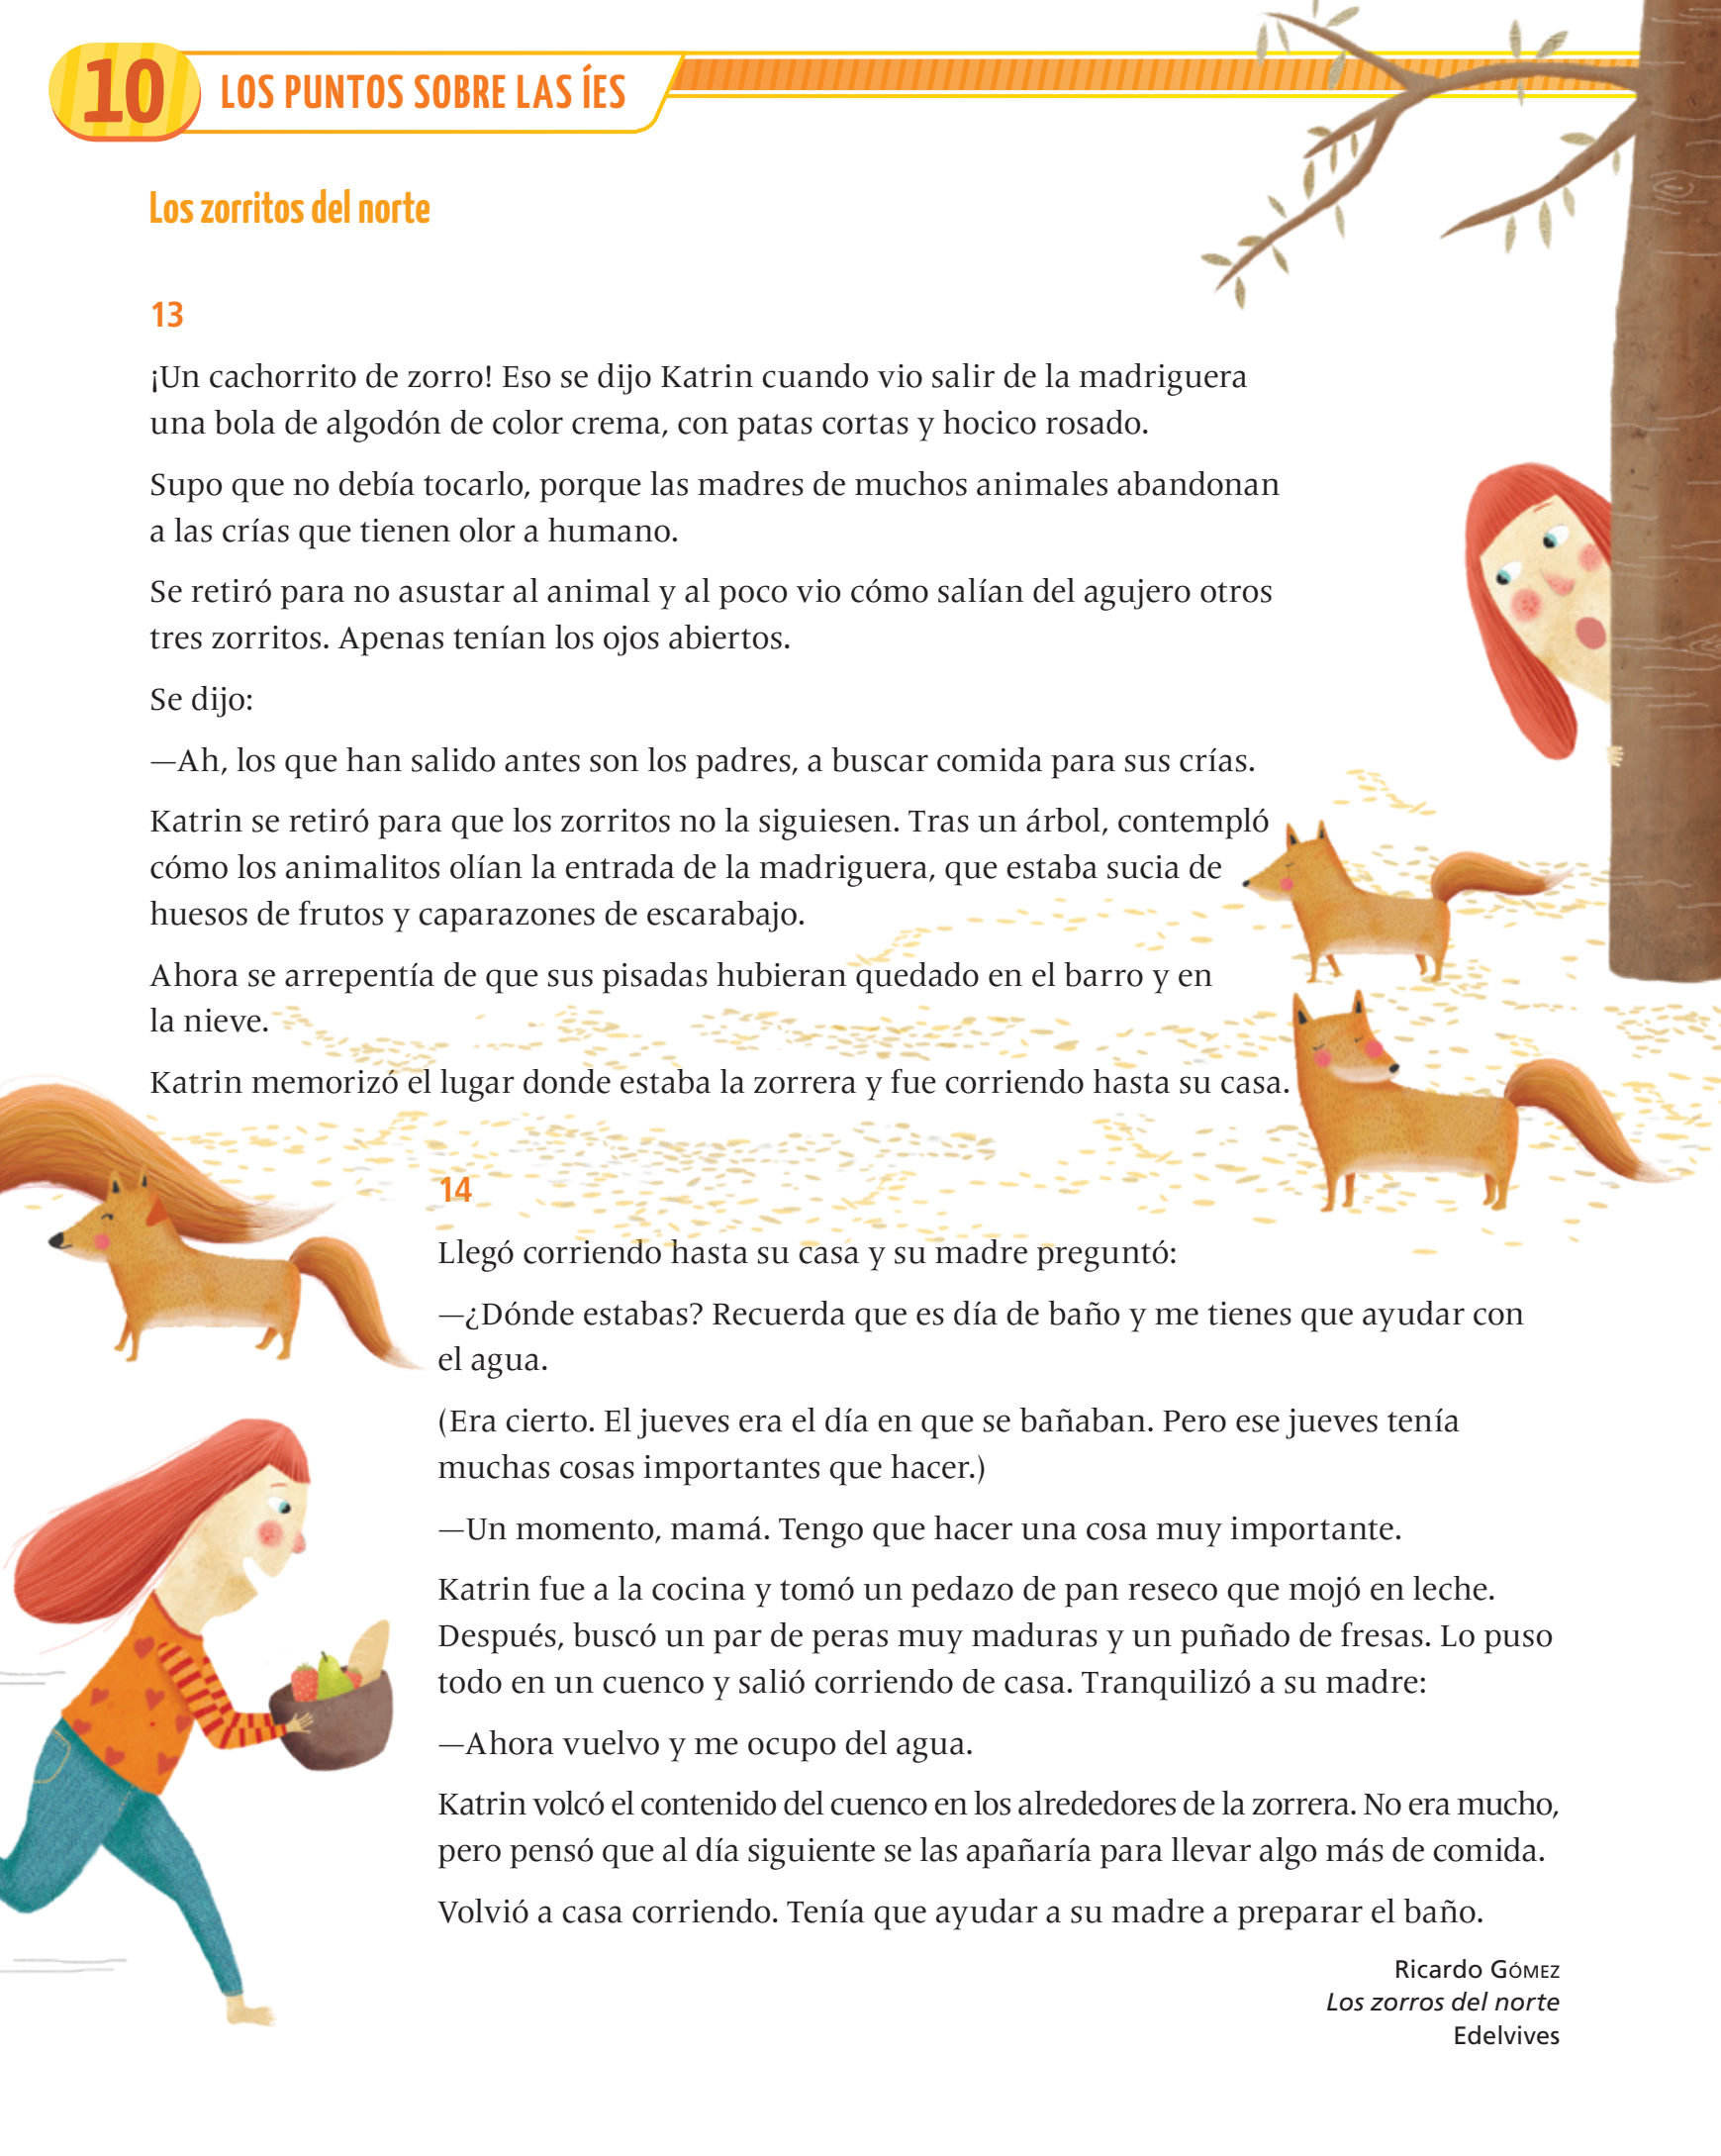 10 LOS PUNTOS SOBRE LAS ÍES
Los zorritos del norte
13
¡Un cachorrito de zorro! Eso se dijo Katrin cuando vio salir de la madriguera
una bola de algodón de color crema, con patas cortas y hocico rosado.
Supo que no debía tocarlo, porque las madres de muchos animales abandonan
a las crías que tienen olor a humano.
Se retiró para no asustar al animal y al poco vio cómo salían del agujero otros
tres zorritos. Apenas tenían los ojos abiertos.
Se dijo:
—Ah, los que han salido antes son los padres, a buscar comida para sus crías.
Katrin se retiró para que los zorritos no la siguiesen. Tras un árbol, contempló
cómo los animalitos olían la entrada de la madriguera, que estaba sucia de
huesos de frutos y caparazones de escarabajo.
Ahora se arrepentía de que sus pisadas hubieran quedado en el barro y en
la nieve.
Katrin memorizó el lugar donde estaba la zorrera y fue corriendo hasta su casa.
14
Llegó corriendo hasta su casa y su madre preguntó:
—¿Dónde estabas? Recuerda que es día de baño y me tienes que ayudar con
el agua.
(Era cierto. El jueves era el día en que se bañaban. Pero ese jueves tenía
muchas cosas importantes que hacer.)
—Un momento, mamá. Tengo que hacer una cosa muy importante.
Katrin fue a la cocina y tomó un pedazo de pan reseco que mojó en leche.
Después, buscó un par de peras muy maduras y un puñado de fresas. Lo puso
todo en un cuenco y salió corriendo de casa. Tranquilizó a su madre:
—Ahora vuelvo y me ocupo del agua.
Katrin volcó el contenido del cuenco en los alrededores de la zorrera. No era mucho,
pero pensó que al día siguiente se las apañaría para llevar algo más de comida.
Volvió a casa corriendo. Tenía que ayudar a su madre a preparar el baño.
Ricardo GÓMEZ
Los zorros del norte
Edelvives